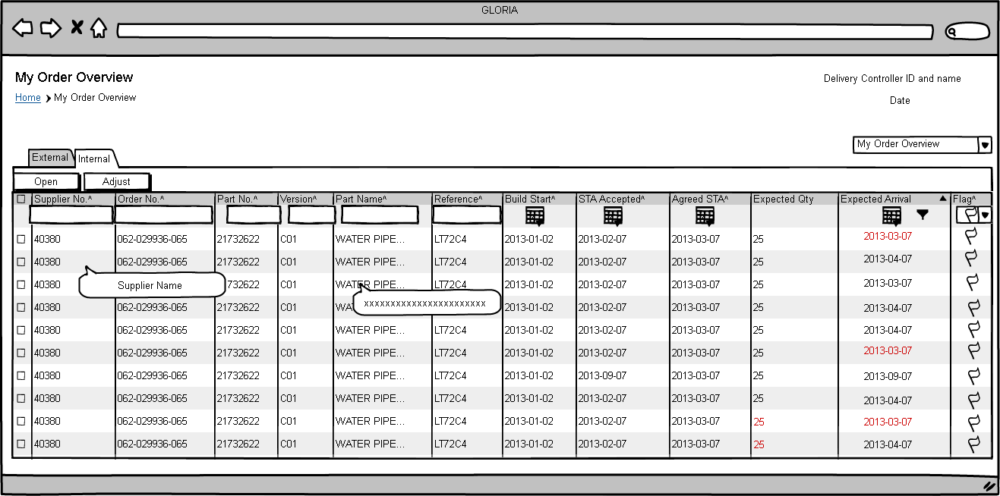 GLORIA
My Order Overview
Delivery Controller ID and name
Home My Order Overview
Date
My Order Overview
External Internal
Open Adjust
Supplier No.^ Order No.^ Part No.^ Version^ Part Name^ Reference^ Build Start^ STA Accepted^ Agreed STA^ Expected Qty Expected Arrival Flag^
40380 062-029936-065 21732622 C01 WATER PIPE... LT72C4 2013-01-02 2013-02-07 2013-03-07 25 2013-03-07
40380 062-029936-065 21732622 C01 WATER PIPE... LT72C4 2013-01-02 2013-02-07 2013-03-07 25 2013-04-07
40380 Supplier Name 732622 C01 WATER PIPE... LT72C4 2013-01-02 2013-02-07 2013-03-07 25 2013-03-07
40380 062-029936-065 21732622 C01 WA xxxxxxxxxxxxxxxxxxxxxxx 2013-01-02 2013-02-07 2013-03-07 25 2013-04-07
40380 062-029936-065 21732622 C01 WATER PIPE... LT72C4 2013-01-02 2013-02-07 2013-03-07 25 2013-04-07
40380 062-029936-065 21732622 C01 WATER PIPE... LT72C4 2013-01-02 2013-02-07 2013-03-07 25 2013-03-07
40380 062-029936-065 21732622 C01 WATER PIPE... LT72C4 2013-01-02 2013-09-07 2013-03-07 25 2013-09-07
40380 062-029936-065 21732622 C01 WATER PIPE... LT72C4 2013-01-02 2013-02-07 2013-03-07 25 2013-04-07
40380 062-029936-065 21732622 C01 WATER PIPE... LT72C4 2013-01-02 2013-02-07 2013-03-07 25 2013-03-07
40380 062-029936-065 21732622 C01 WATER PIPE... LT72C4 2013-01-02 2013-02-07 2013-03-07 25 2013-04-07